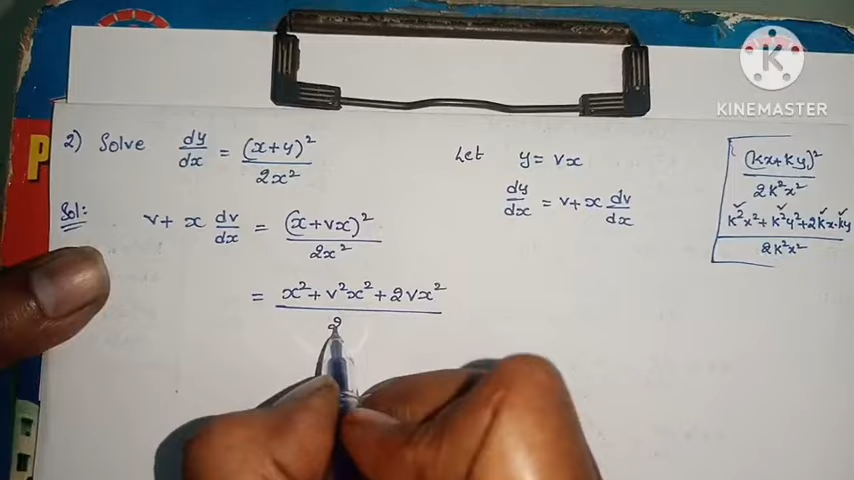 K
KINEMASTER
P
2) Solve dy/dx = (x+y)²/2x²
Let y = vx
dy/dx = v+x dv/dx
(kx+ky)²/2k²x²
k²x²+k²y²+2kx·ky/2k²x²
Sol: v+ x dv/dx = (x+vx)²/2x²
= x²+v²x²+2vx²/2